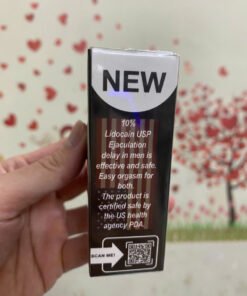 NEW
10%
Lidocain USP
Ejaculation
delay in men is
effective and safe.
Easy orgasm for
both.
The product is
certified safe by
the US health
agency PDA.
SCAN ME!